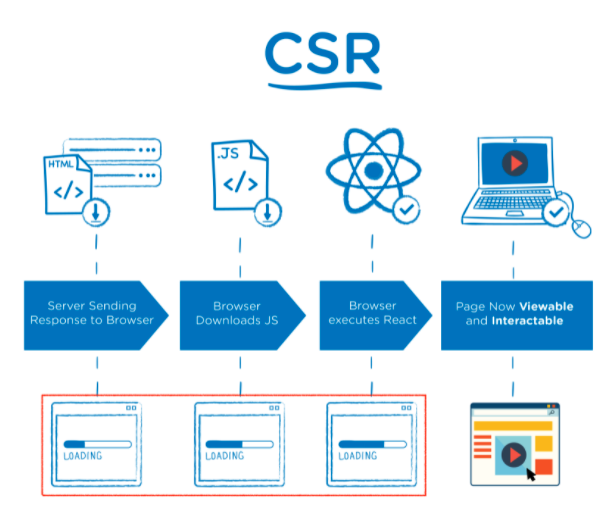 CSR
HTML
</>
.JS
</>
Server Sending
Response to Browser
Browser
Downloads JS
Browser
executes React
Page Now Viewable
and Interactable
LOADING
LOADING
LOADING